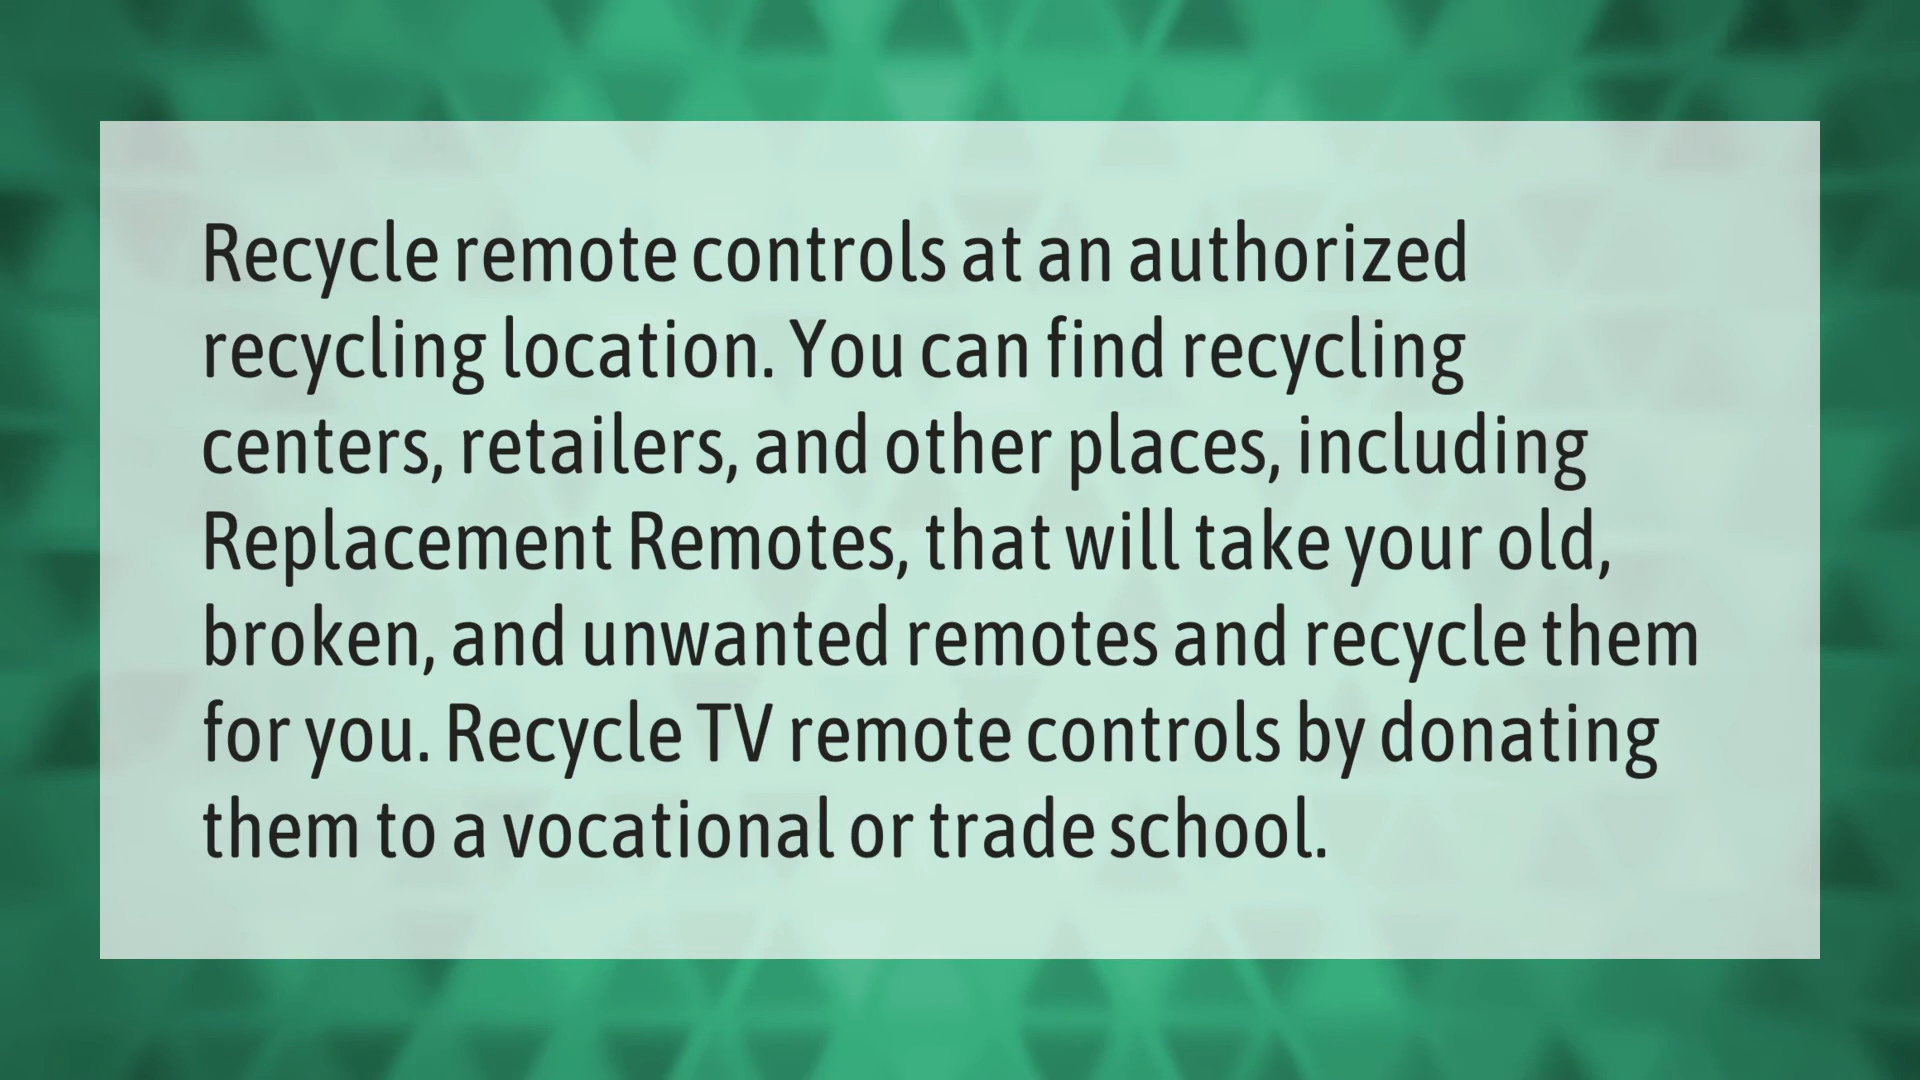 Recycle remote controls at an authorized
recycling location. You can find recycling
centers, retailers, and other places, including
Replacement Remotes, that will take your old,
broken, and unwanted remotes and recycle them
for you. Recycle TV remote controls by donating
them to a vocational or trade school.